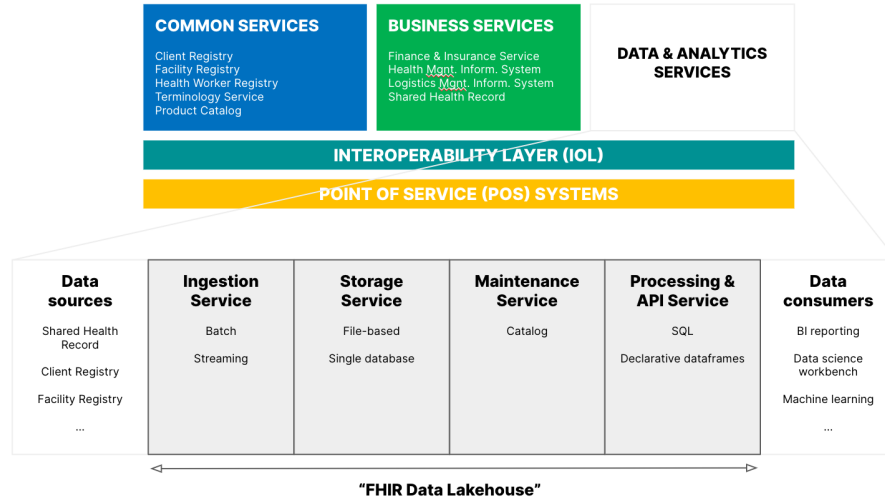 COMMON SERVICES
Client Registry
Facility Registry
Health Worker Registry
Terminology Service
Product Catalog
BUSINESS SERVICES
Finance & Insurance Service
Health Mgnt. Inform. System
Logistics Mgnt. Inform. System
Shared Health Record
DATA & ANALYTICS
SERVICES
INTEROPERABILITY LAYER (IOL)
POINT OF SERVICE (POS) SYSTEMS
Data
sources
Shared Health
Record
Client Registry
Facility Registry
...
Ingestion
Service
Batch
Streaming
Storage
Service
File-based
Single database
Maintenance
Service
Catalog
Processing &
API Service
SQL
Declarative dataframes
Data
consumers
BI reporting
Data science
workbench
Machine learning
...
“FHIR Data Lakehouse”